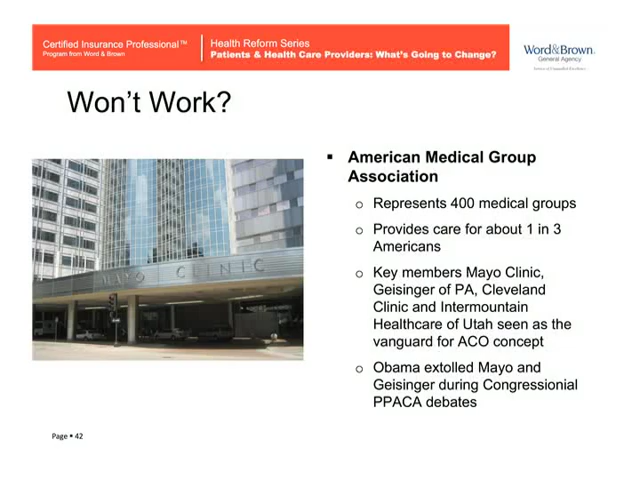 Certified Insurance Professional™
Program from Word & Brown
Health Reform Series
Patients & Health Care Providers: What's Going to Change?
Word&Brown.
General Agency
Won't Work?
MAYO CLINIC
▪ American Medical Group
Association
o Represents 400 medical groups
o Provides care for about 1 in 3
Americans
o Key members Mayo Clinic,
Geisinger of PA, Cleveland
Clinic and Intermountain
Healthcare of Utah seen as the
vanguard for ACO concept
o Obama extolled Mayo and
Geisinger during Congressionial
PPACA debates
Page ▪ 42